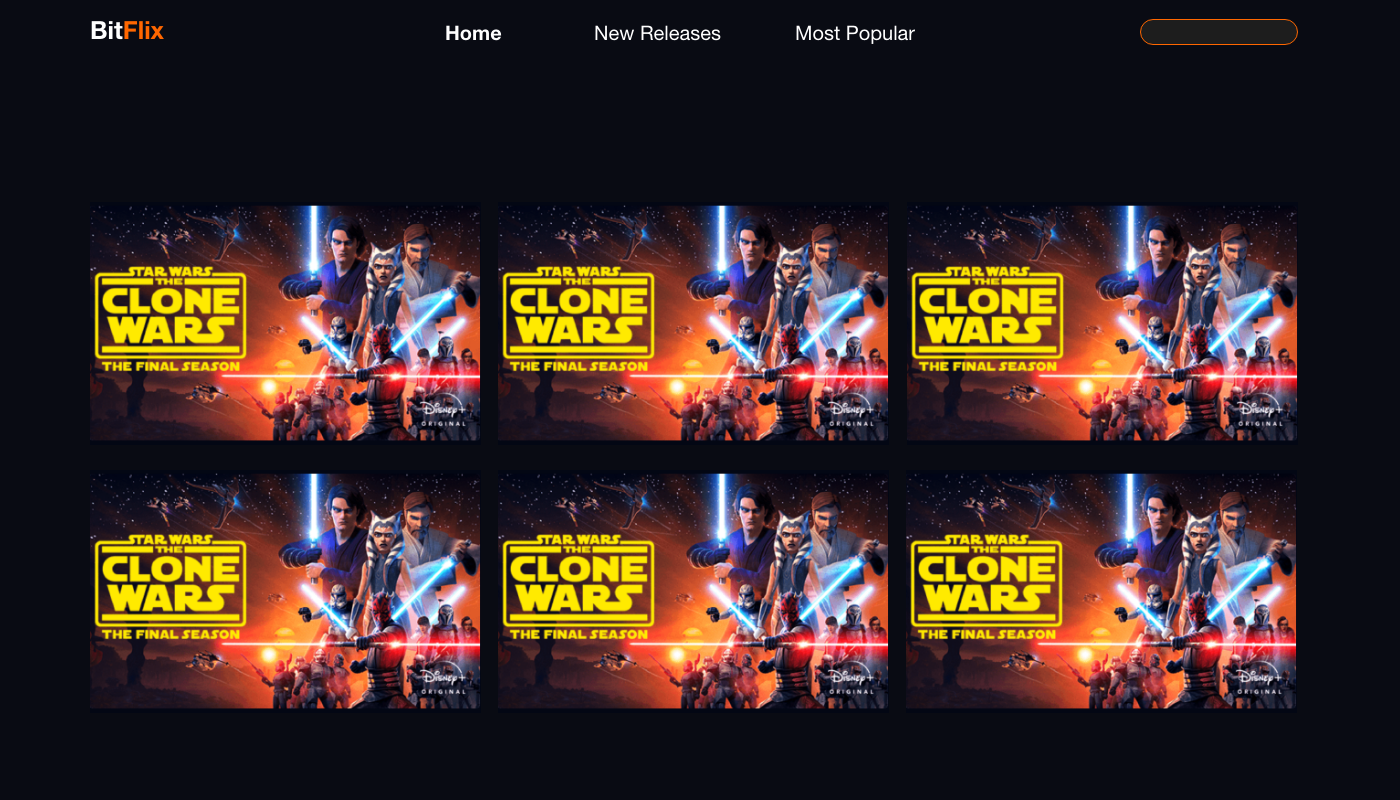 BitFlix
Home
New Releases
Most Popular
STAR WARS
THE
CLONE
WARS
THE FINAL SEASON
Disney+
ORIGINAL
STAR WARS
THE
CLONE
WARS
THE FINAL SEASON
Disney+
ORIGINAL
STAR WARS
THE
CLONE
WARS
THE FINAL SEASON
Disney+
ORIGINAL
STAR WARS
THE
CLONE
WARS
THE FINAL SEASON
Disney+
ORIGINAL
STAR WARS
THE
CLONE
WARS
THE FINAL SEASON
Disney+
ORIGINAL
STAR WARS
THE
CLONE
WARS
THE FINAL SEASON
Disney+
ORIGINAL